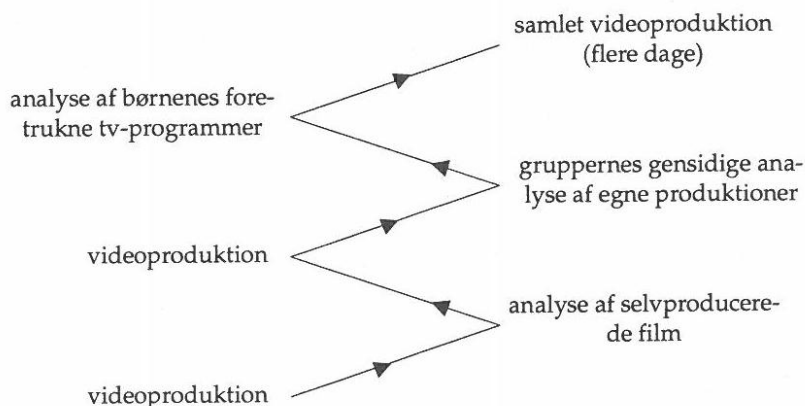 samlet videoproduktion
(flere dage)
analyse af børnenes fore-
trukne tv-programmer
gruppernes gensidige ana-
lyse af egne produktioner
videoproduktion
analyse af selvproducere-
de film
videoproduktion